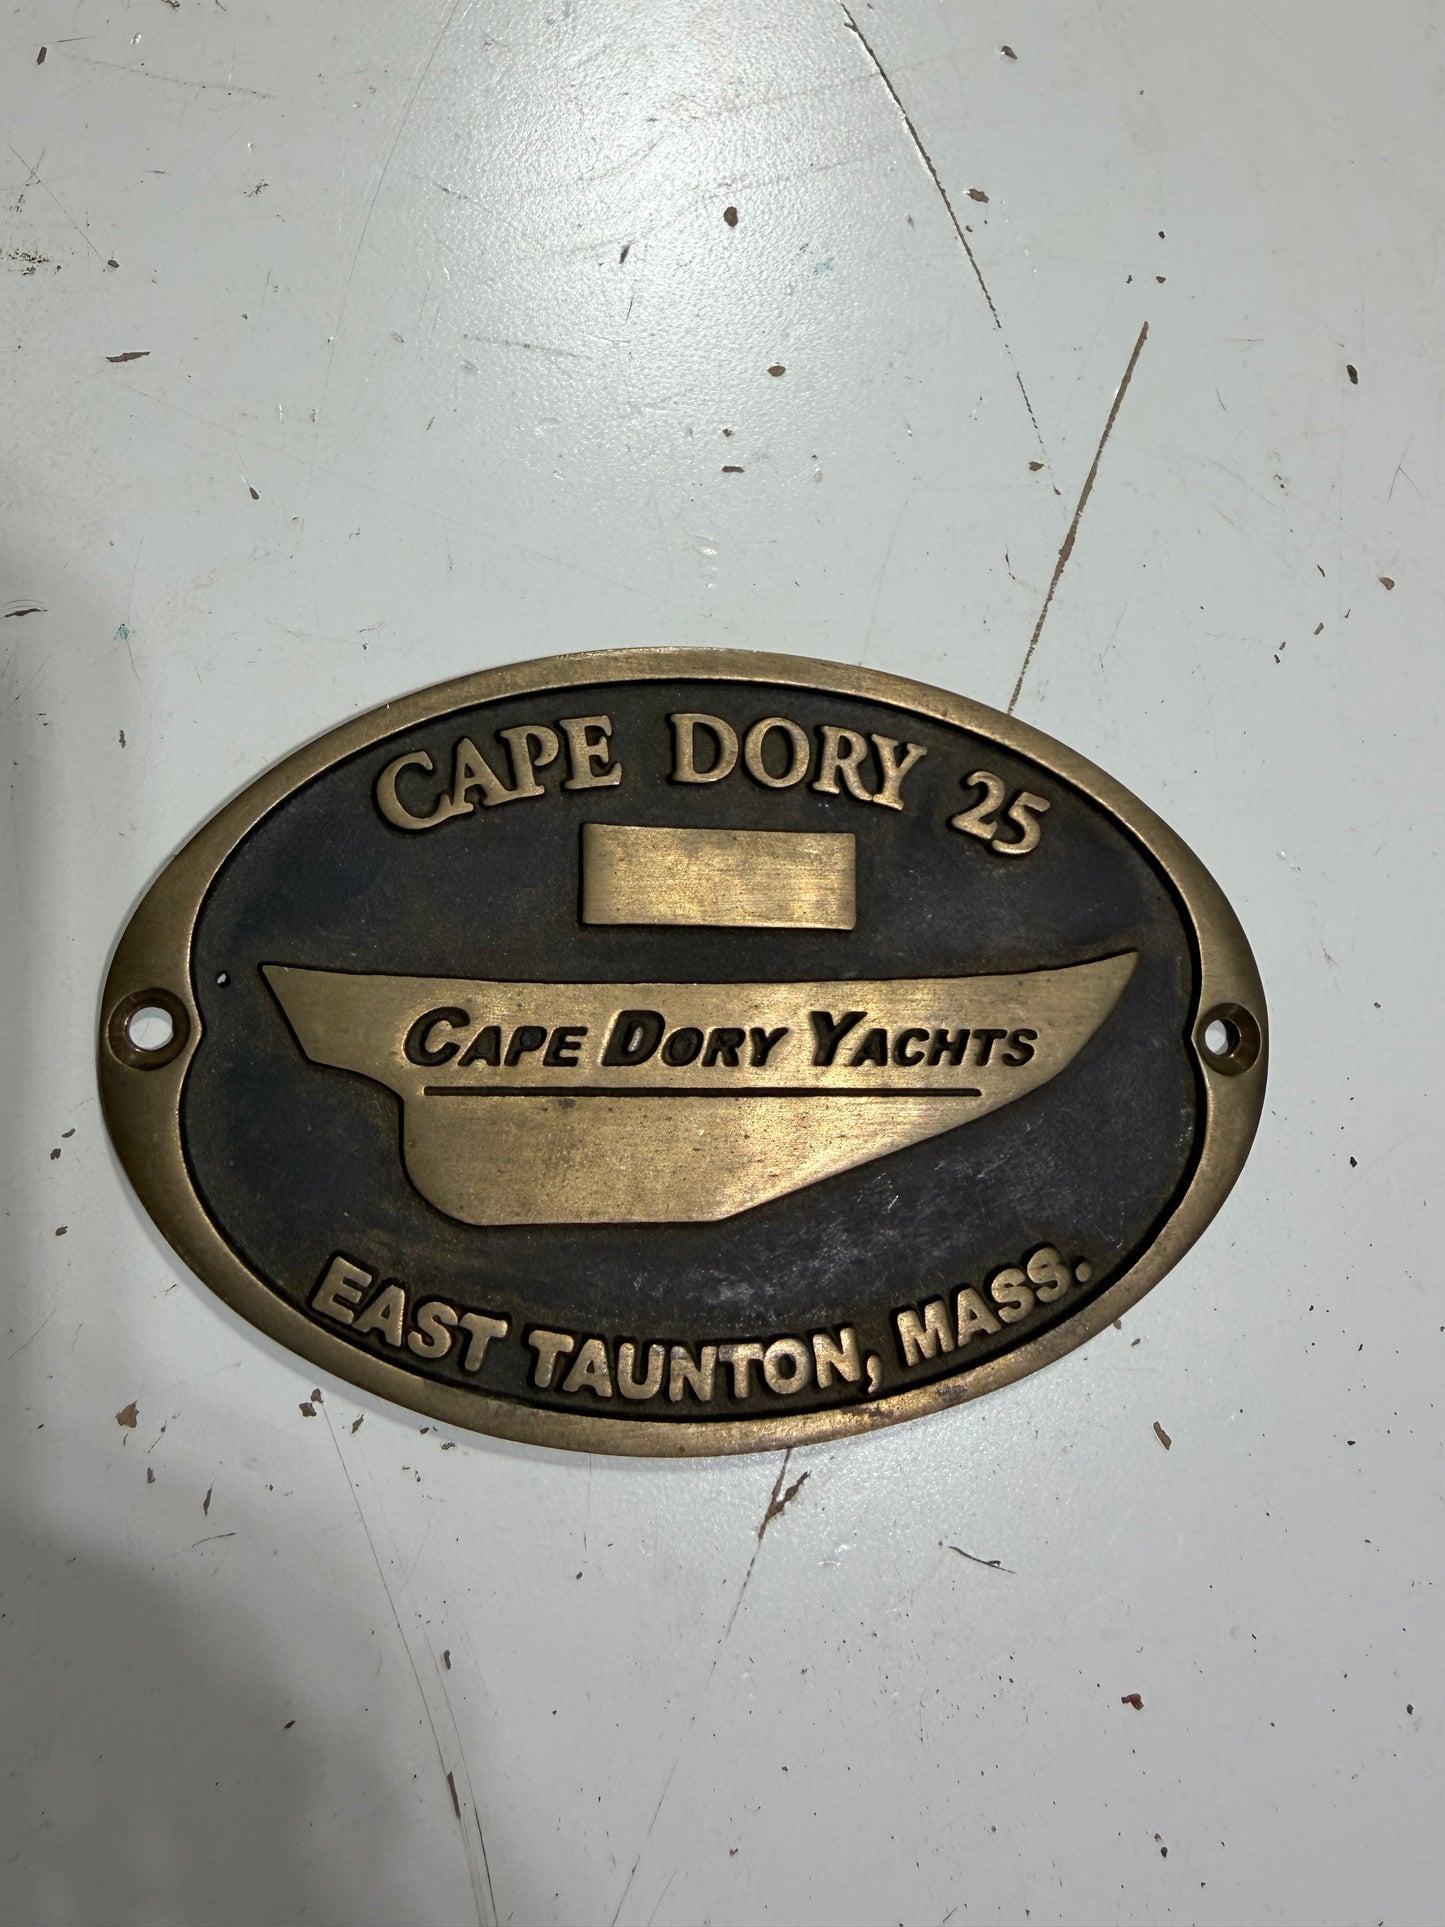 CAPE DORY 25
CAPE DORY YACHTS
EAST TAUNTON, MASS.